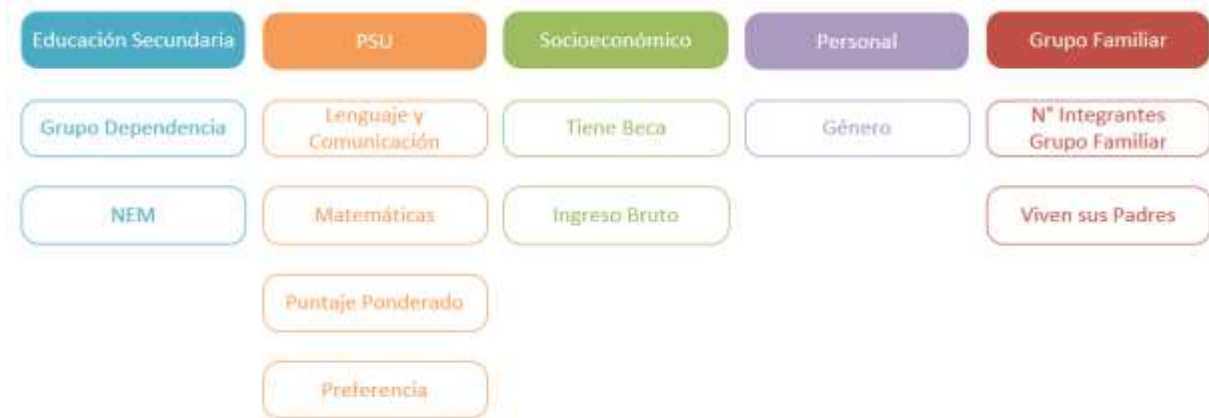 Educación Secundaria
PSU
Socioeconómico
Personal
Grupo Familiar
Grupo Dependencia
Lenguaje y
Comunicación
Tiene Beca
Género
N° Integrantes
Grupo Familiar
NEM
Matemáticas
Ingreso Bruto
Viven sus Padres
Puntaje Ponderado
Preferencia